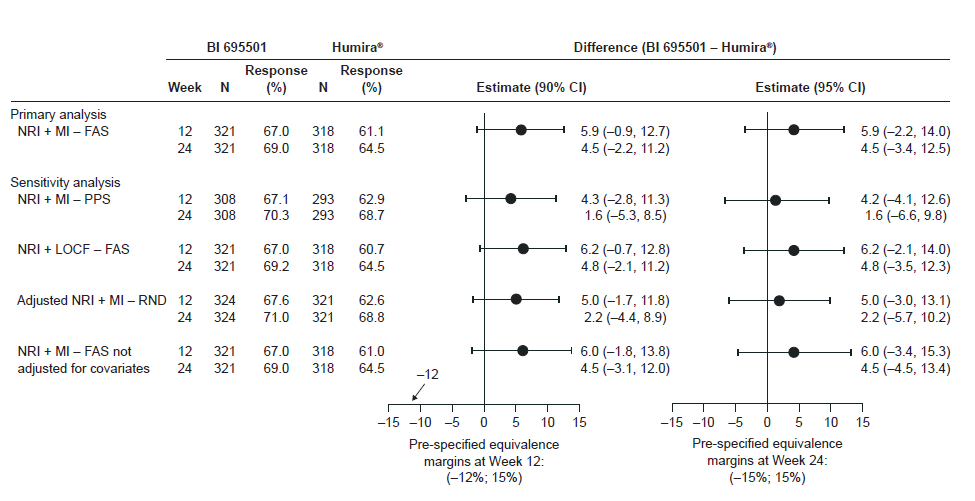 BI 695501 Humira® Difference (BI 695501 – Humira®)
Week N Response (%) N Response (%) Estimate (90% CI) Estimate (95% CI)
Primary analysis
NRI + MI – FAS 12 321 67.0 318 61.1 5.9 (–0.9, 12.7) 5.9 (–2.2, 14.0)
24 321 69.0 318 64.5 4.5 (–2.2, 11.2) 4.5 (–3.4, 12.5)
Sensitivity analysis
NRI + MI – PPS 12 308 67.1 293 62.9 4.3 (–2.8, 11.3) 4.2 (–4.1, 12.6)
24 308 70.3 293 68.7 1.6 (–5.3, 8.5) 1.6 (–6.6, 9.8)
NRI + LOCF – FAS 12 321 67.0 318 60.7 6.2 (–0.7, 12.8) 6.2 (–2.1, 14.0)
24 321 69.2 318 64.5 4.8 (–2.1, 11.2) 4.8 (–3.5, 12.3)
Adjusted NRI + MI – RND 12 324 67.6 321 62.6 5.0 (–1.7, 11.8) 5.0 (–3.0, 13.1)
24 324 71.0 321 68.8 2.2 (–4.4, 8.9) 2.2 (–5.7, 10.2)
NRI + MI – FAS not 12 321 67.0 318 61.0 6.0 (–1.8, 13.8) 6.0 (–3.4, 15.3)
adjusted for covariates 24 321 69.0 318 64.5 4.5 (–3.1, 12.0) 4.5 (–4.5, 13.4)
–12
–15 –10 –5 0 5 10 15 –15 –10 –5 0 5 10 15
Pre-specified equivalence
margins at Week 12:
(–12%; 15%)
Pre-specified equivalence
margins at Week 24:
(–15%; 15%)